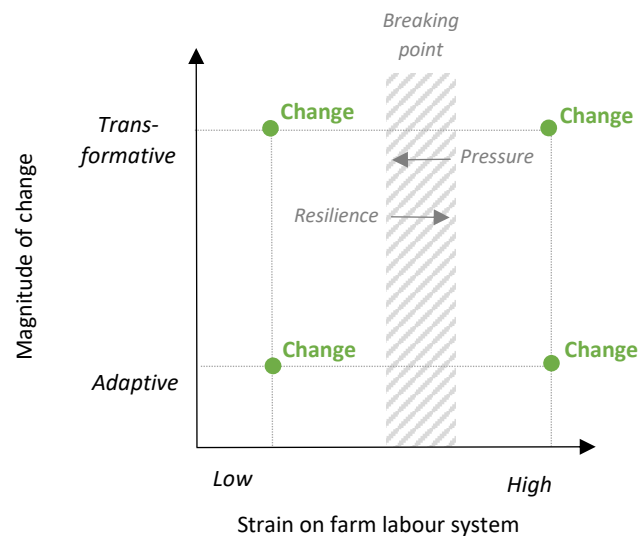 Breaking
point
Change
Change
Trans-
formative
Pressure
Resilience
Magnitude of change
Change
Change
Adaptive
Low
High
Strain on farm labour system